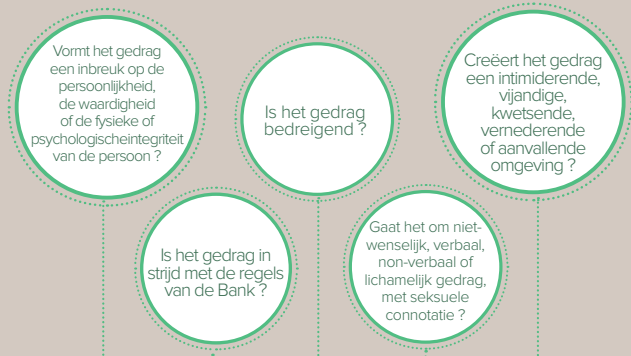 Vormt het gedrag
een inbreuk op de
persoonlijkheid,
de waardigheid
of de fysieke of
psychologischeintegriteit
van de persoon ?
Is het gedrag
bedreigend ?
Creëert het gedrag
een intimiderende,
vijandige,
kwetsende,
vernederende
of aanvallende
omgeving ?
Is het gedrag in
strijd met de regels
van de Bank ?
Gaat het om niet-
wenselijk, verbaal,
non-verbaal of
lichamelijk gedrag,
met seksuele
connotatie ?